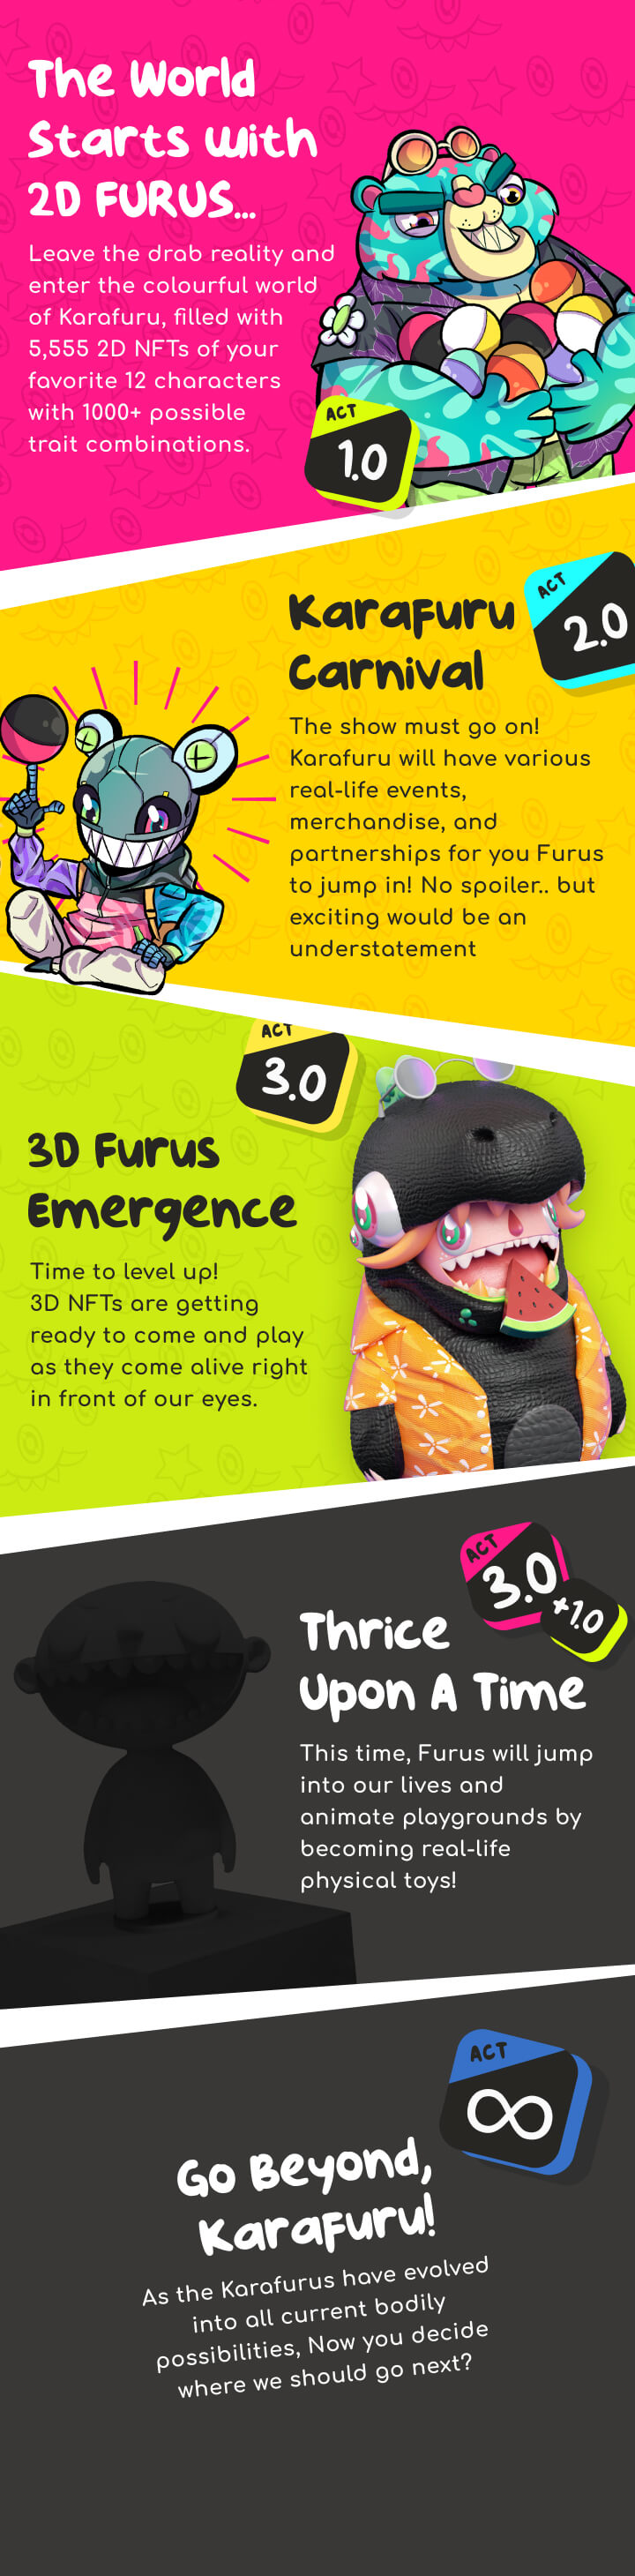 The World
Starts with
2D FURUS...
Leave the drab reality and
enter the colourful world
of Karafuru, filled with
5,555 2D NFTs of your
favorite 12 characters
with 1000+ possible
trait combinations.
ACT
1.0
Karafuru
Carnival
ACT
2.0
The show must go on!
Karafuru will have various
real-life events,
merchandise, and
partnerships for you Furus
to jump in! No spoiler.. but
exciting would be an
understatement
ACT
3.0
3D Furus
Emergence
Time to level up!
3D NFTs are getting
ready to come and play
as they come alive right
in front of our eyes.
ACT
3.0
+1.0
Thrice
Upon A Time
This time, Furus will jump
into our lives and
animate playgrounds by
becoming real-life
physical toys!
ACT
∞
Go Beyond,
Karafuru!
As the Karafurus have evolved
into all current bodily
possibilities, Now you decide
where we should go next?